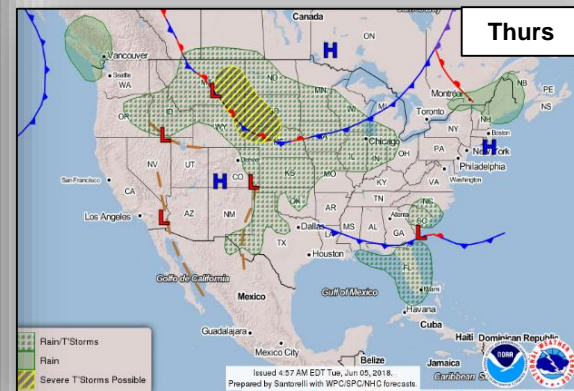 Thurs
Canada
ON
H
Vancouver
Seattle
WA
L
ND
MN
Montréal
NB
PE
NS
OR
ID
WY
WI
MI
Toronto
NH
Boston
NY
H
New York
PA
Philadelphia
L
NV
UT
Denver
CO
H
L
KS
MO
IL
IN
Chicago
OH
WV
VA
Washington
KY
San Francisco
CA
Los Angeles
L
AZ
NM
OK
AR
TN
NC
SC
Atlanta
L
Dallas
TX
LA
MS
AL
GA
Houston
FL
Miami
Golfo de California
Gulf of Mexico
Mexico
Havana
Cuba
Guadalajara
Mexico City
Haiti
Dominican Republic
Belize
Jamaica
Caribbean S
Rain/T'Storms
Rain
Severe T'Storms Possible
Issued 4:57 AM EDT Tue, Jun 05, 2018.
Prepared by Santorelli with WPC/SPC/NHC forecasts.
NOAA